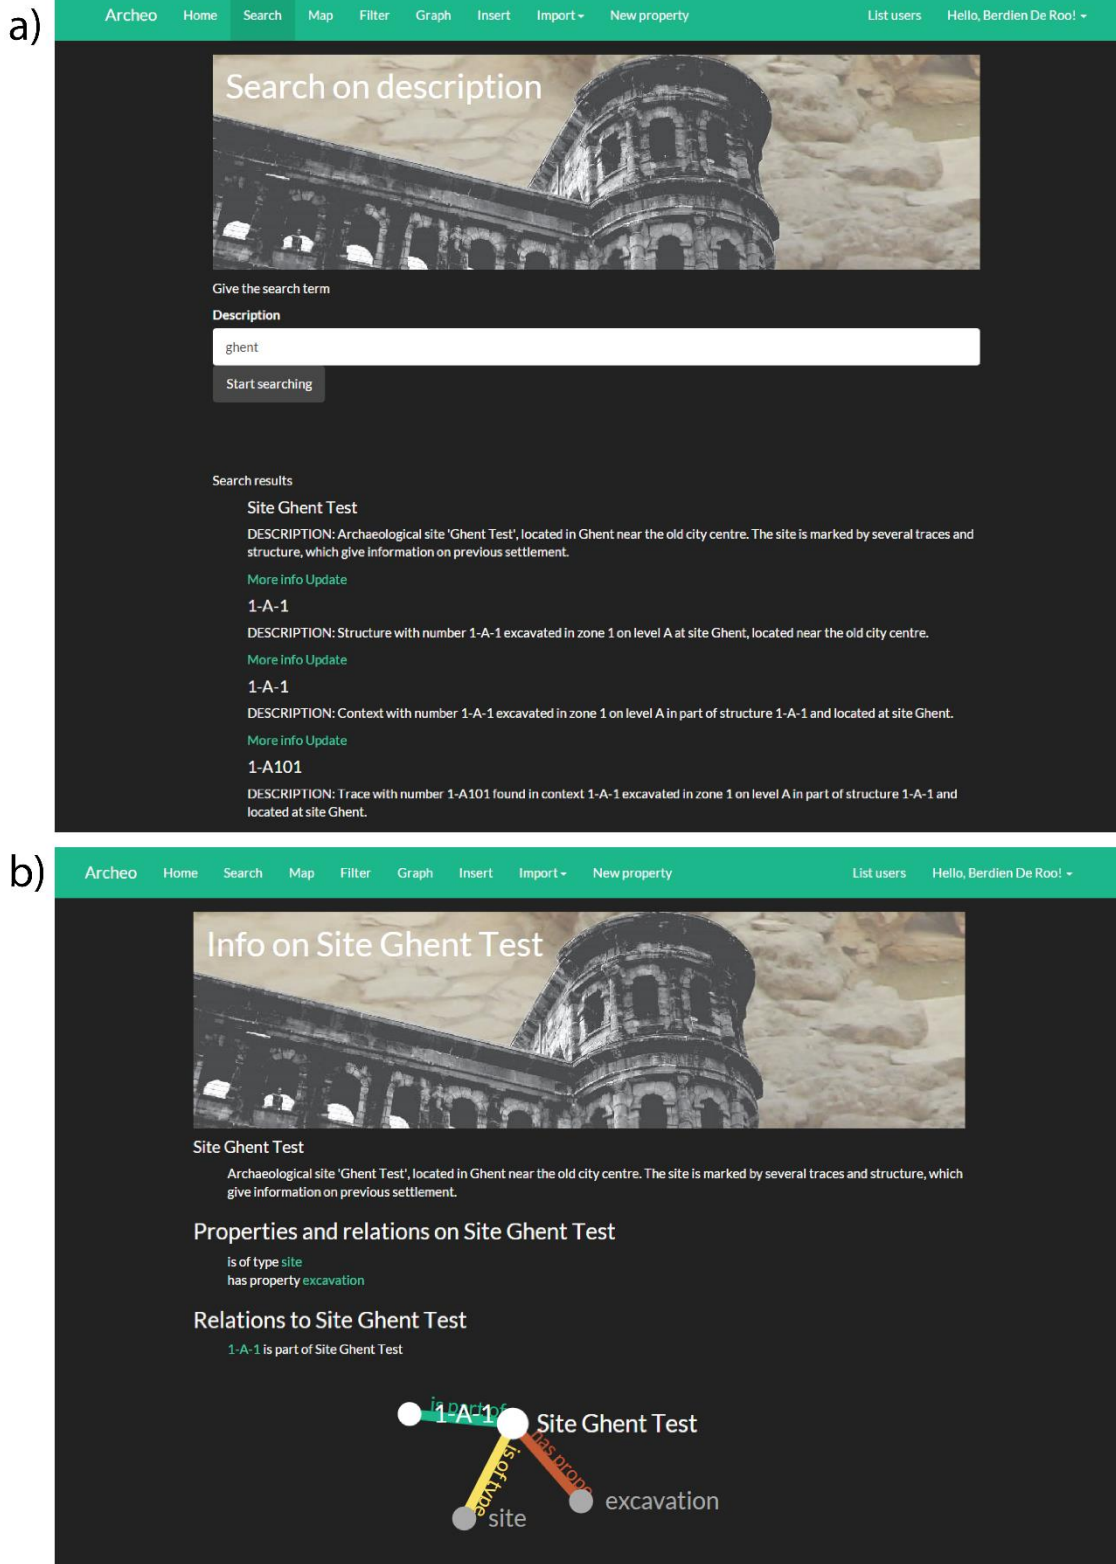 a)
Archeo Home Search Map Filter Graph Insert Import New property List users Hello, Berdien De Roo!
Search on description
Give the search term
Description
ghent
Start searching
Search results
Site Ghent Test
DESCRIPTION: Archaeological site 'Ghent Test', located in Ghent near the old city centre. The site is marked by several traces and
structure, which give information on previous settlement.
More info Update
1-A-1
DESCRIPTION: Structure with number 1-A-1 excavated in zone 1 on level A at site Ghent, located near the old city centre.
More info Update
1-A-1
DESCRIPTION: Context with number 1-A-1 excavated in zone 1 on level A in part of structure 1-A-1 and located at site Ghent.
More info Update
1-A101
DESCRIPTION: Trace with number 1-A101 found in context 1-A-1 excavated in zone 1 on level A in part of structure 1-A-1 and
located at site Ghent.
b)
Archeo Home Search Map Filter Graph Insert Import New property List users Hello, Berdien De Roo!
Info on Site Ghent Test
Site Ghent Test
Archaeological site 'Ghent Test', located in Ghent near the old city centre. The site is marked by several traces and structure, which
give information on previous settlement.
Properties and relations on Site Ghent Test
is of type site
has property excavation
Relations to Site Ghent Test
1-A-1 is part of Site Ghent Test
is part of
1-A-1
Site Ghent Test
is of type
has prope
excavation
site